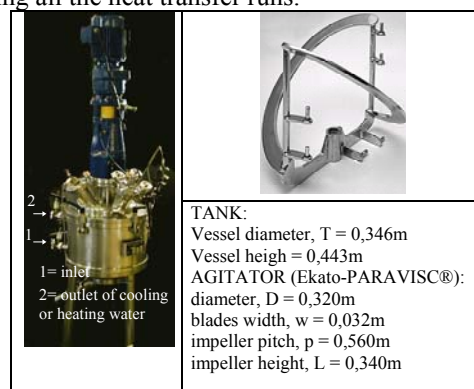 ing all the heat transfer runs.
2
1
1= inlet
2= outlet of cooling
or heating water
TANK:
Vessel diameter, T = 0,346m
Vessel heigh = 0,443m
AGITATOR (Ekato-PARAVISC®):
diameter, D = 0,320m
blades width, w = 0,032m
impeller pitch, p = 0,560m
impeller height, L = 0,340m